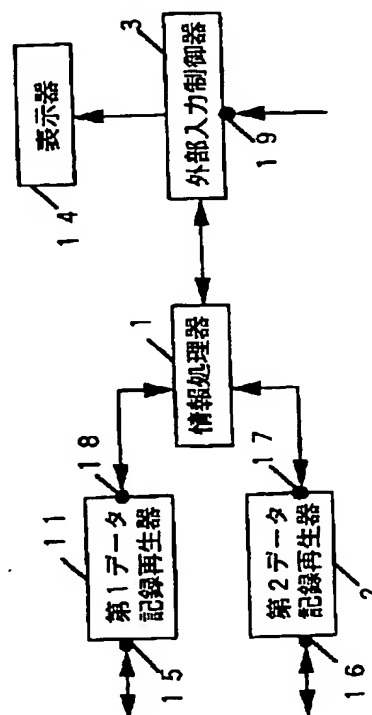 表示器
14
3
外部入力制御器
19
1
情報処理器
18
17
11
第1データ
記録再生器
15
第2データ
記録再生器
2
16